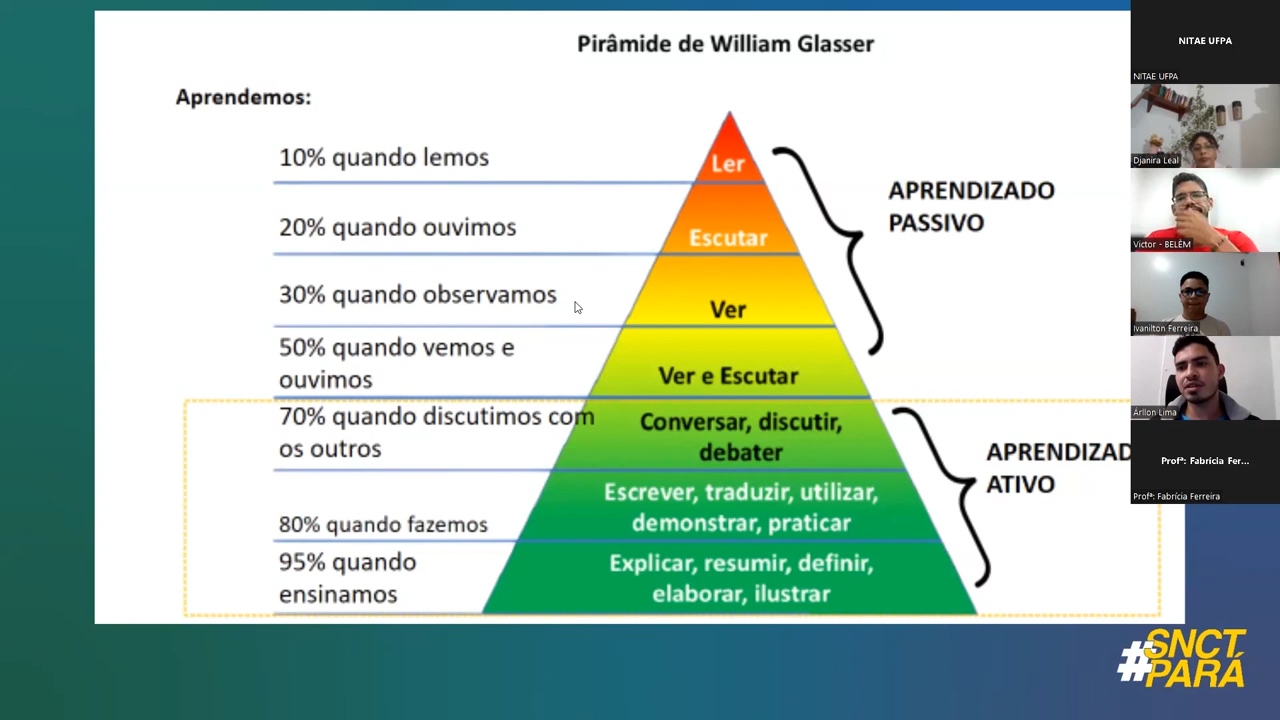 Pirâmide de William Glasser
Aprendemos:
10% quando lemos
20% quando ouvimos
30% quando observamos
50% quando vemos e
ouvimos
70% quando discutimos com
os outros
80% quando fazemos
95% quando
ensinamos
Ler
Escutar
Ver
Ver e Escutar
Conversar, discutir,
debater
Escrever, traduzir, utilizar,
demonstrar, praticar
Explicar, resumir, definir,
elaborar, ilustrar
APRENDIZADO
PASSIVO
APRENDIZAD
ATIVO
NITAE UFPA
NITAE UFPA
Djanira Leal
Victor - BELÉM
Ivanilton Ferreira
Árllon Lima
Profª: Fabrícia Fer...
Profª: Fabrícia Ferreira
#SNCT
PARÁ